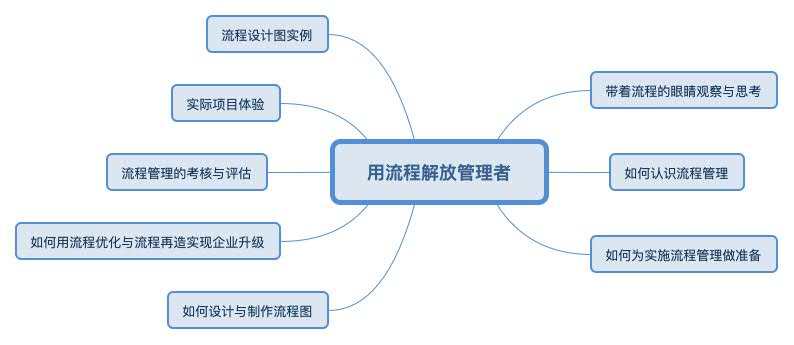 流程设计图实例
带着流程的眼睛观察与思考
实际项目体验
用流程解放管理者
流程管理的考核与评估
如何认识流程管理
如何用流程优化与流程再造实现企业升级
如何为实施流程管理做准备
如何设计与制作流程图